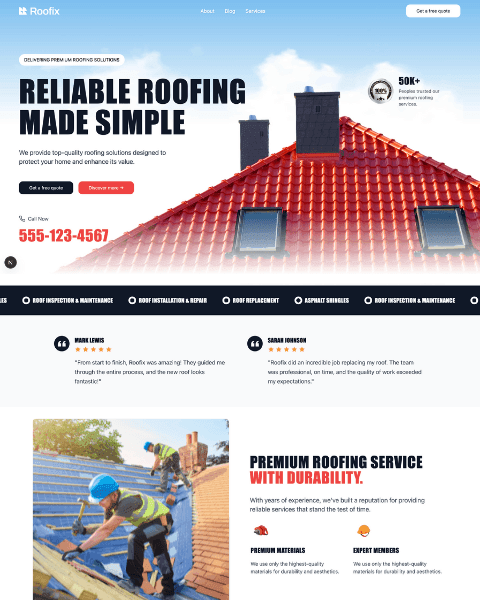 Roofix
About Blog Services
Get a free quote
DELIVERING PREMIUM ROOFING SOLUTIONS
RELIABLE ROOFING
MADE SIMPLE
We provide top-quality roofing solutions designed to
protect your home and enhance its value.
Get a free quote
Discover more →
100%
50K+
Peoples trusted our
premium roofing
services.
Call Now
555-123-4567
N
LES
ROOF INSPECTION & MAINTENANCE
ROOF INSTALLATION & REPAIR
ROOF REPLACEMENT
ASPHALT SHINGLES
ROOF INSPECTION & MAINTENANCE
MARK LEWIS
★★★★★
"From start to finish, Roofix was amazing! They guided me
through the entire process, and the new roof looks
fantastic!"
SARAH JOHNSON
★★★★★
"Roofix did an incredible job replacing my roof. The team
was professional, on time, and the quality of work exceeded
my expectations."
PREMIUM ROOFING SERVICE
WITH DURABILITY.
With years of experience, we've built a reputation for providing
reliable services that stand the test of time.
PREMIUM MATERIALS
We use only the highest-quality
materials for durability and aesthetics.
EXPERT MEMBERS
We use only the highest-quality
materials for durability and aesthetics.